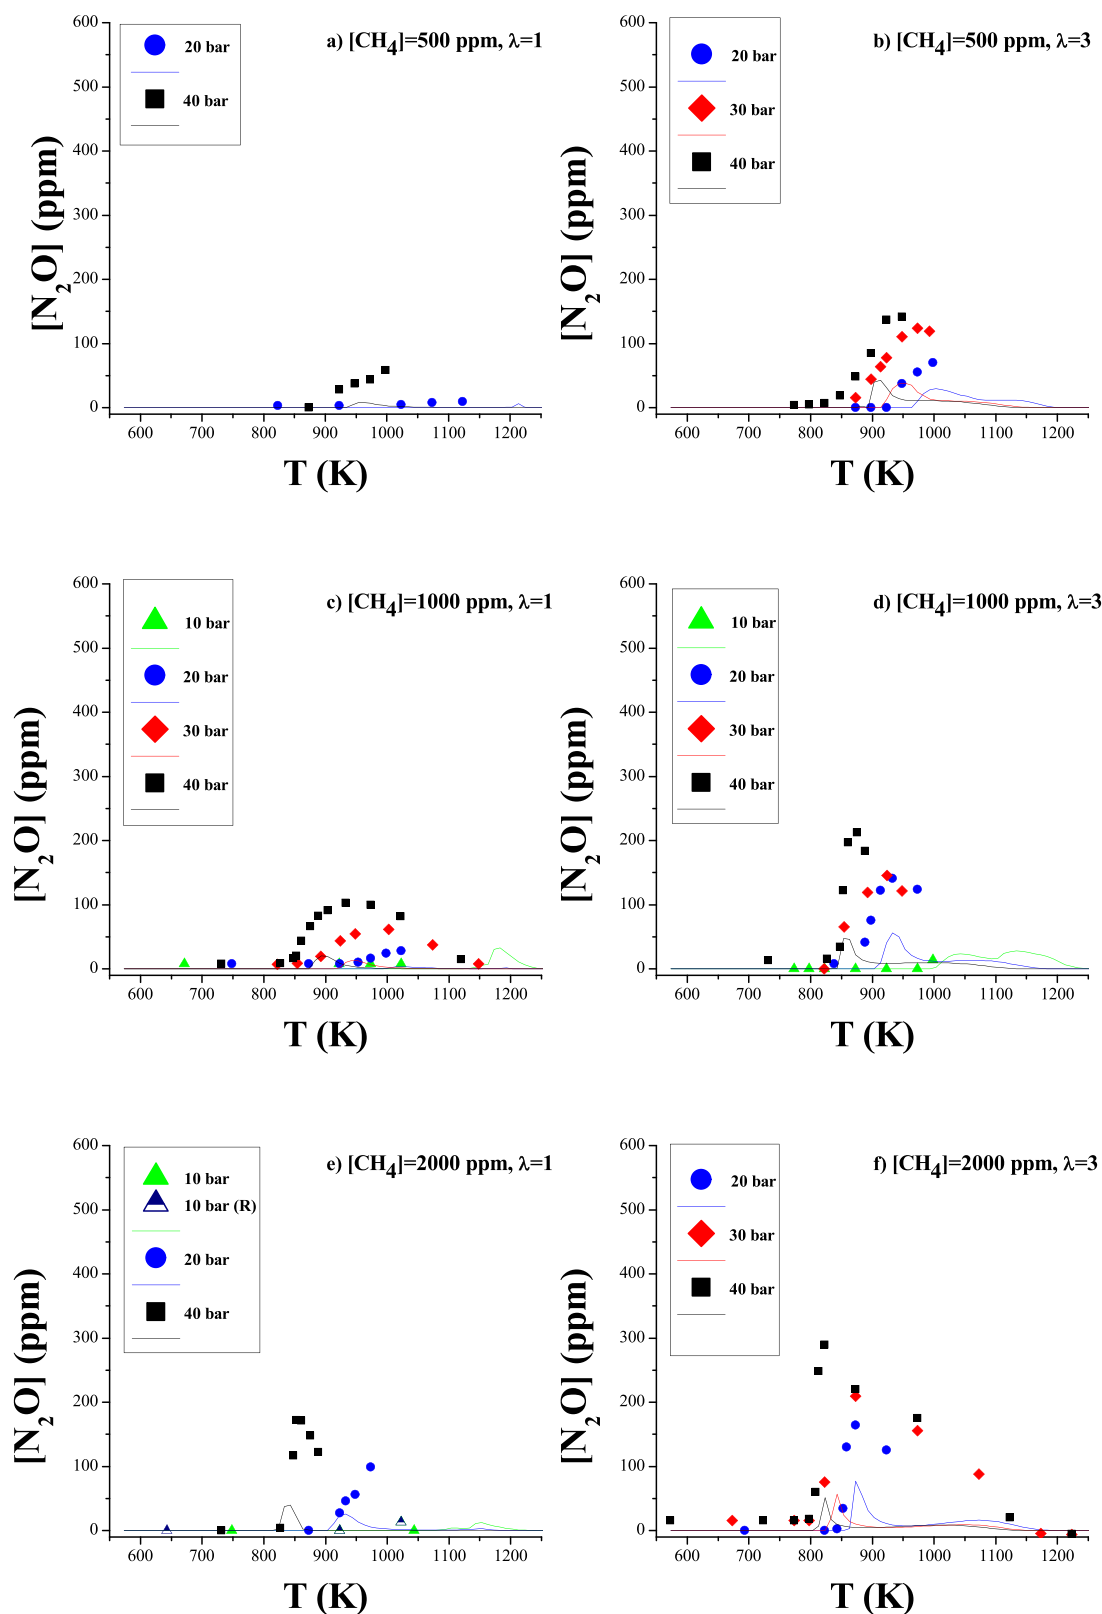 a) [CH4]=500 ppm, λ=1
20 bar
40 bar
600
500
400
300
200
100
0
600 700 800 900 1000 1100 1200
[N2O] (ppm)
T (K)
b) [CH4]=500 ppm, λ=3
20 bar
30 bar
40 bar
600
500
400
300
200
100
0
600 700 800 900 1000 1100 1200
[N2O] (ppm)
T (K)
c) [CH4]=1000 ppm, λ=1
10 bar
20 bar
30 bar
40 bar
600
500
400
300
200
100
0
600 700 800 900 1000 1100 1200
[N2O] (ppm)
T (K)
d) [CH4]=1000 ppm, λ=3
10 bar
20 bar
30 bar
40 bar
600
500
400
300
200
100
0
600 700 800 900 1000 1100 1200
[N2O] (ppm)
T (K)
e) [CH4]=2000 ppm, λ=1
10 bar
10 bar (R)
20 bar
40 bar
600
500
400
300
200
100
0
600 700 800 900 1000 1100 1200
[N2O] (ppm)
T (K)
f) [CH4]=2000 ppm, λ=3
20 bar
30 bar
40 bar
600
500
400
300
200
100
0
600 700 800 900 1000 1100 1200
[N2O] (ppm)
T (K)